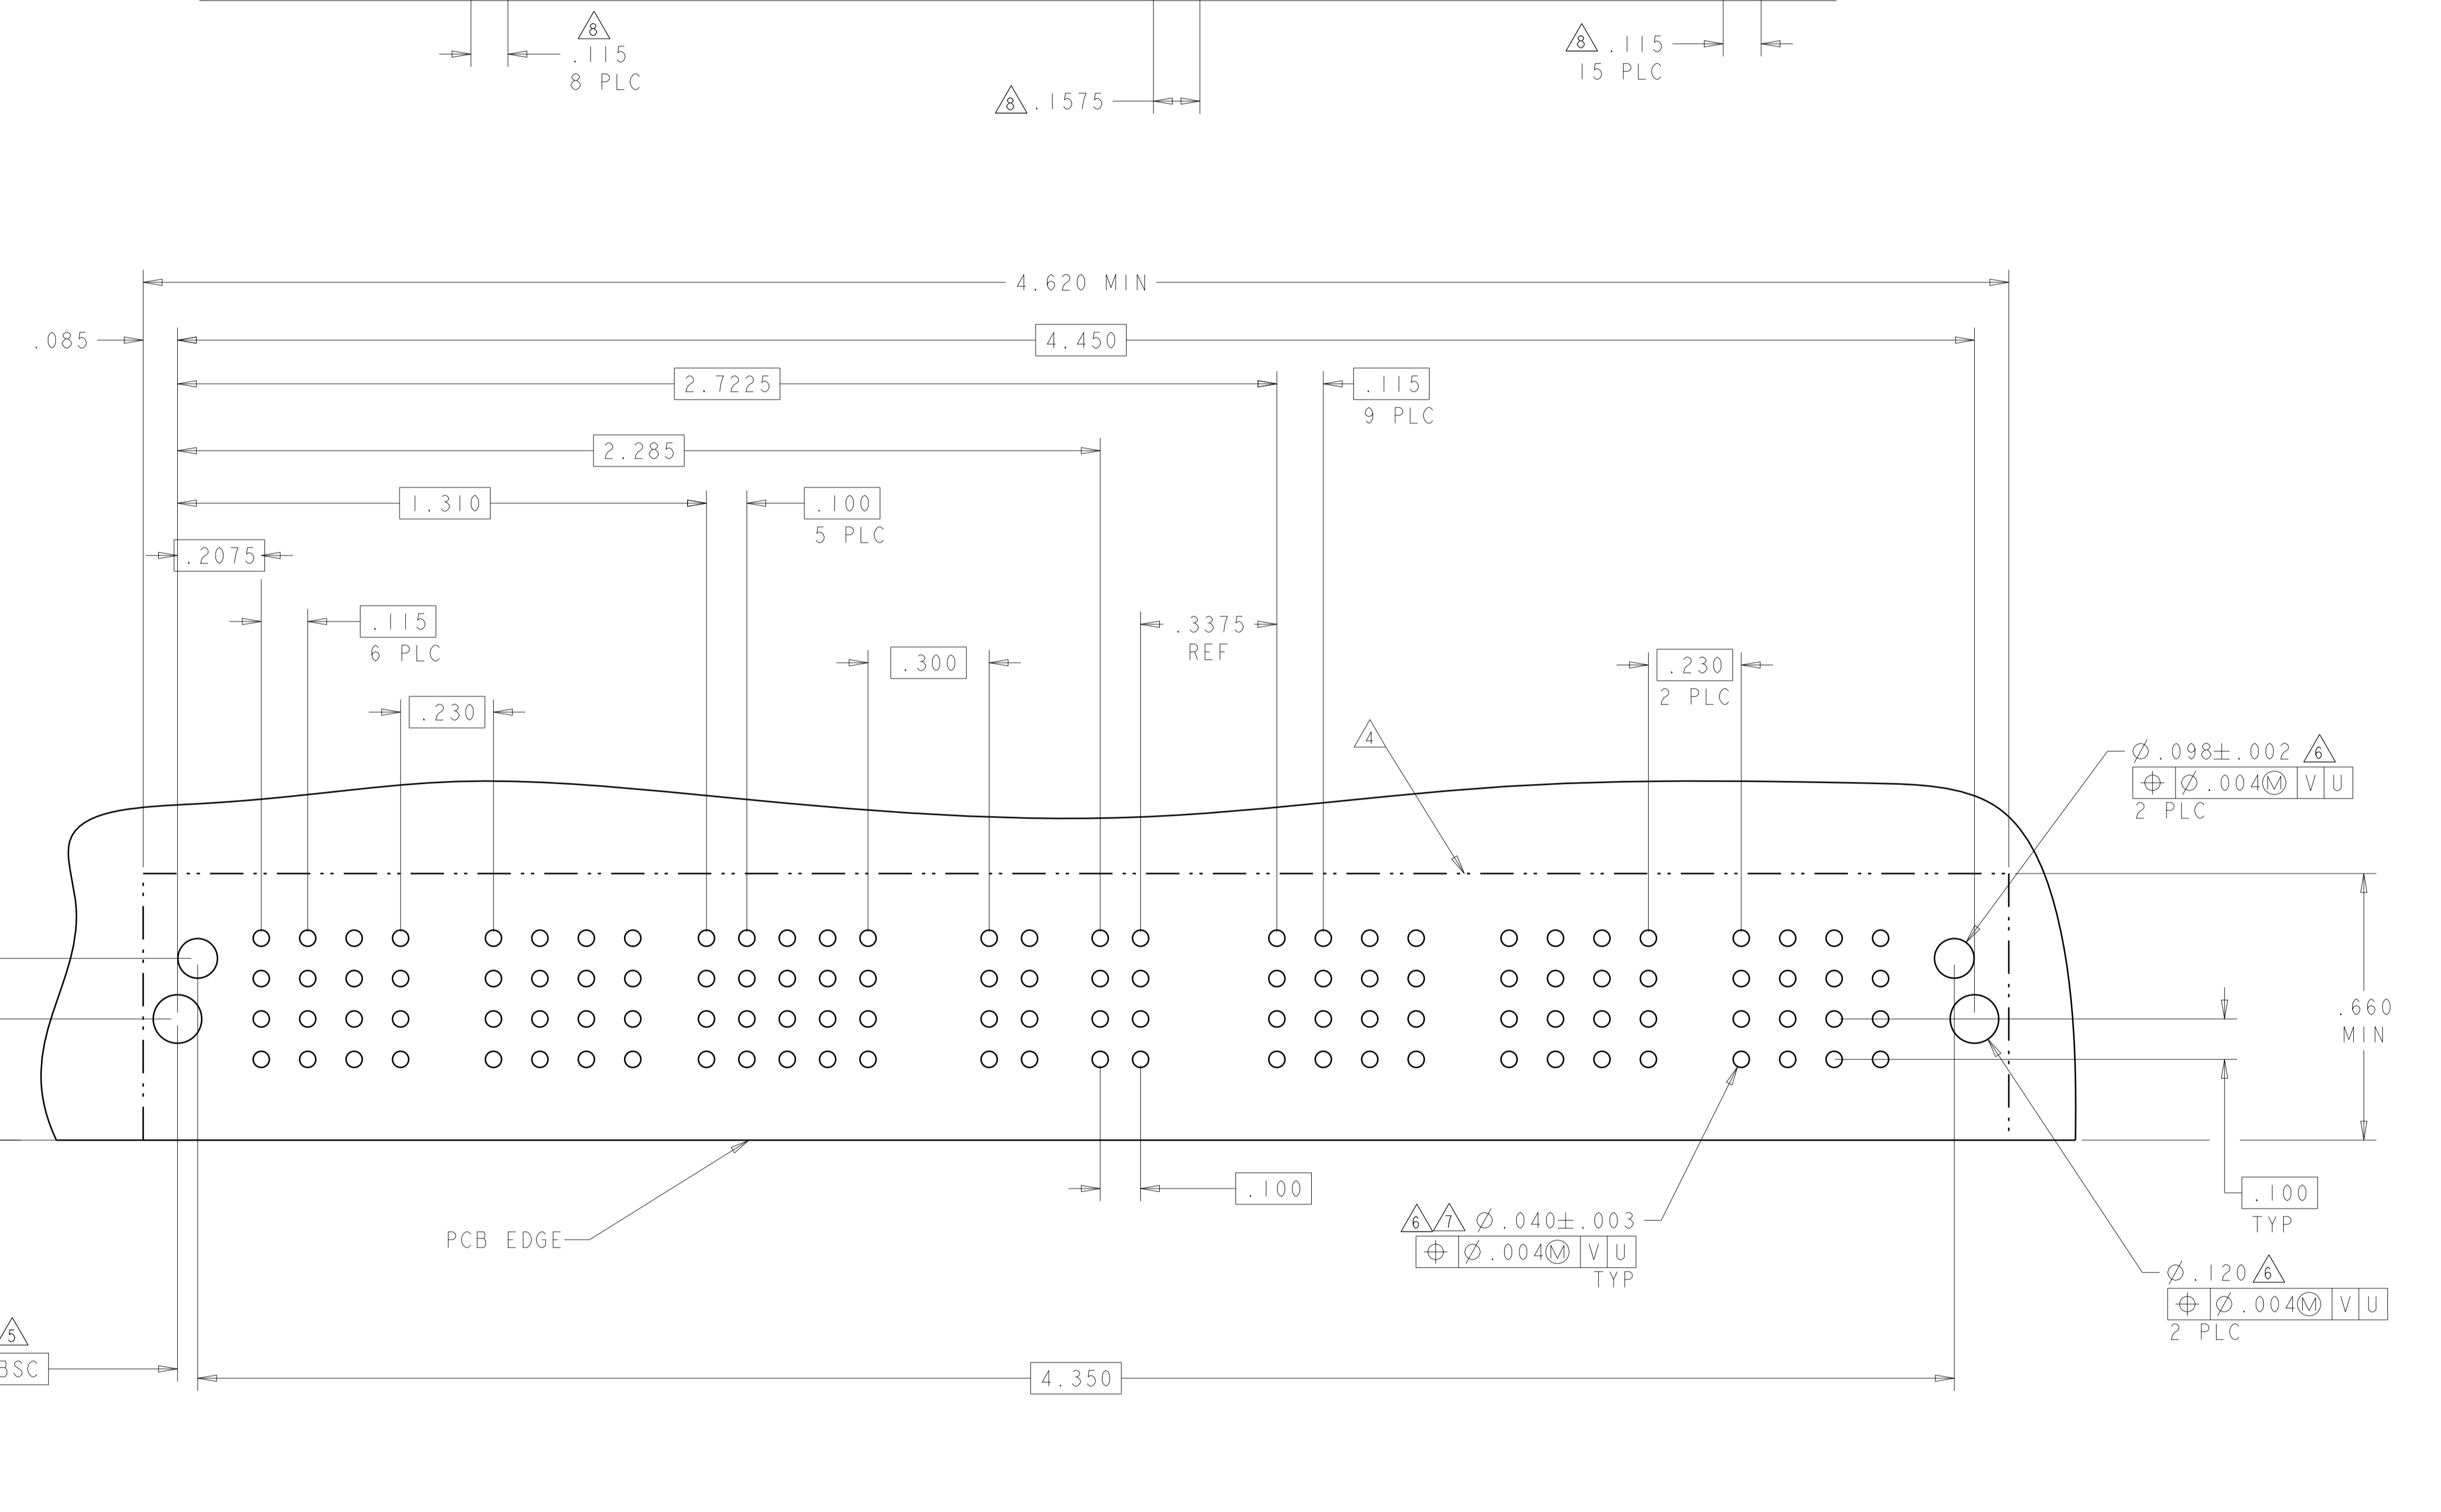 8
.115
8 PLC
8 .1575
8 .115
15 PLC
4.620 MIN
.085
4.450
2.7225
.115
9 PLC
2.285
1.310
.100
5 PLC
.2075
.115
6 PLC
.3375
REF
.300
.230
2 PLC
.230
4
Ø.098±.002 6
⌖ Ø.004Ⓜ V U
2 PLC
.660
MIN
.100
.100
TYP
PCB EDGE
6 7 Ø.040±.003
⌖ Ø.004Ⓜ V U
TYP
Ø.120 6
⌖ Ø.004Ⓜ V U
2 PLC
5
BSC
4.350